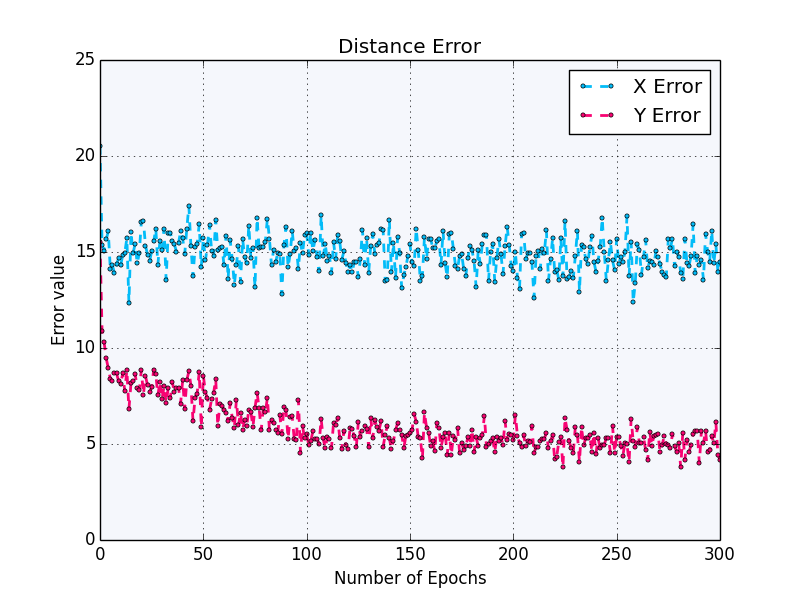 Distance Error
25
20
15
10
5
0
Error value
X Error
Y Error
0 50 100 150 200 250 300
Number of Epochs